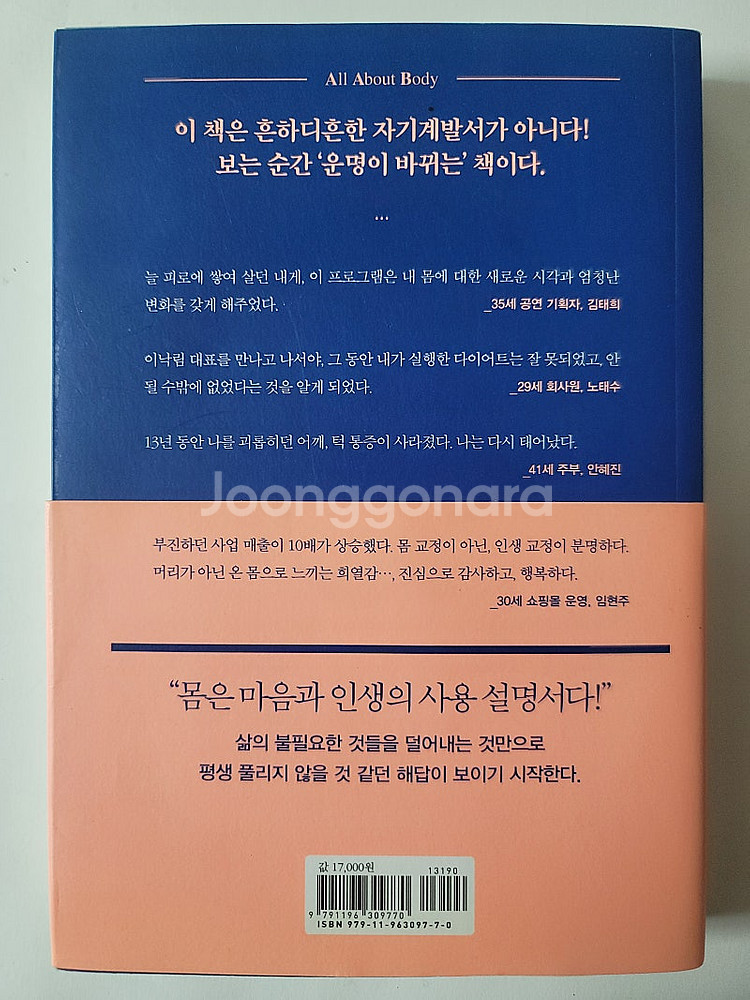 All About Body
이 책은 흔하디흔한 자기계발서가 아니다!
보는 순간 ‘운명이 바뀌는’ 책이다.
...
늘 피로에 쌓여 살던 내게, 이 프로그램은 내 몸에 대한 새로운 시각과 엄청난
변화를 갖게 해주었다. _35세 공연 기획자, 김태희
이낙림 대표를 만나고 나서야, 그 동안 내가 실행한 다이어트는 잘 못되었고, 안
될 수밖에 없었다는 것을 알게 되었다. _29세 회사원, 노태수
13년 동안 나를 괴롭히던 어깨, 턱 통증이 사라졌다. 나는 다시 태어났다.
_41세 주부, 안혜진
Joonggonara
부진하던 사업 매출이 10배가 상승했다. 몸 교정이 아닌, 인생 교정이 분명하다.
머리가 아닌 온 몸으로 느끼는 희열감…, 진심으로 감사하고, 행복하다.
_30세 쇼핑몰 운영, 임현주
“몸은 마음과 인생의 사용 설명서다!”
삶의 불필요한 것들을 덜어내는 것만으로
평생 풀리지 않을 것 같던 해답이 보이기 시작한다.
값 17,000원 13190
9 791196 309770
ISBN 979-11-963097-7-0